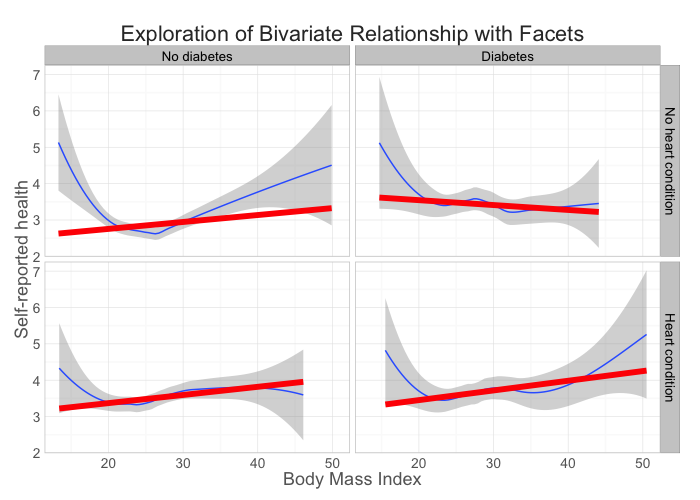 Exploration of Bivariate Relationship with Facets
No diabetes
Diabetes
7
6
5
4
3
2
No heart condition
7
6
5
4
3
2
Heart condition
Self-reported health
20 30 40 50
20 30 40 50
Body Mass Index